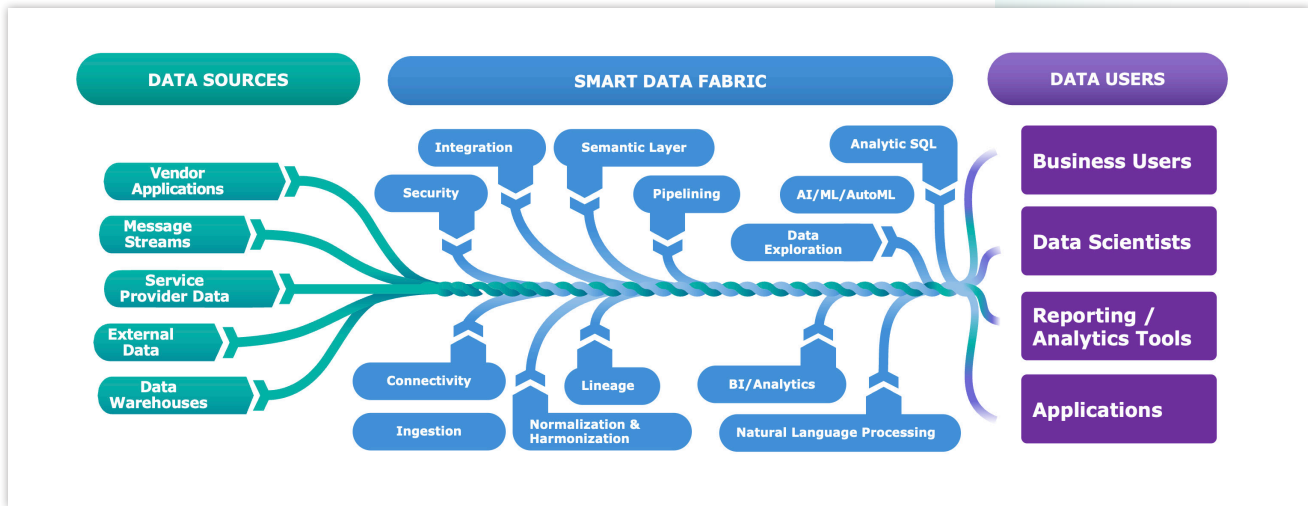 DATA SOURCES
SMART DATA FABRIC
DATA USERS
Vendor
Applications
Message
Streams
Service
Provider Data
External
Data
Data
Warehouses
Integration
Semantic Layer
Analytic SQL
Security
Pipelining
AI/ML/AutoML
Data
Exploration
Connectivity
Lineage
BI/Analytics
Ingestion
Normalization &
Harmonization
Natural Language Processing
Business Users
Data Scientists
Reporting /
Analytics Tools
Applications